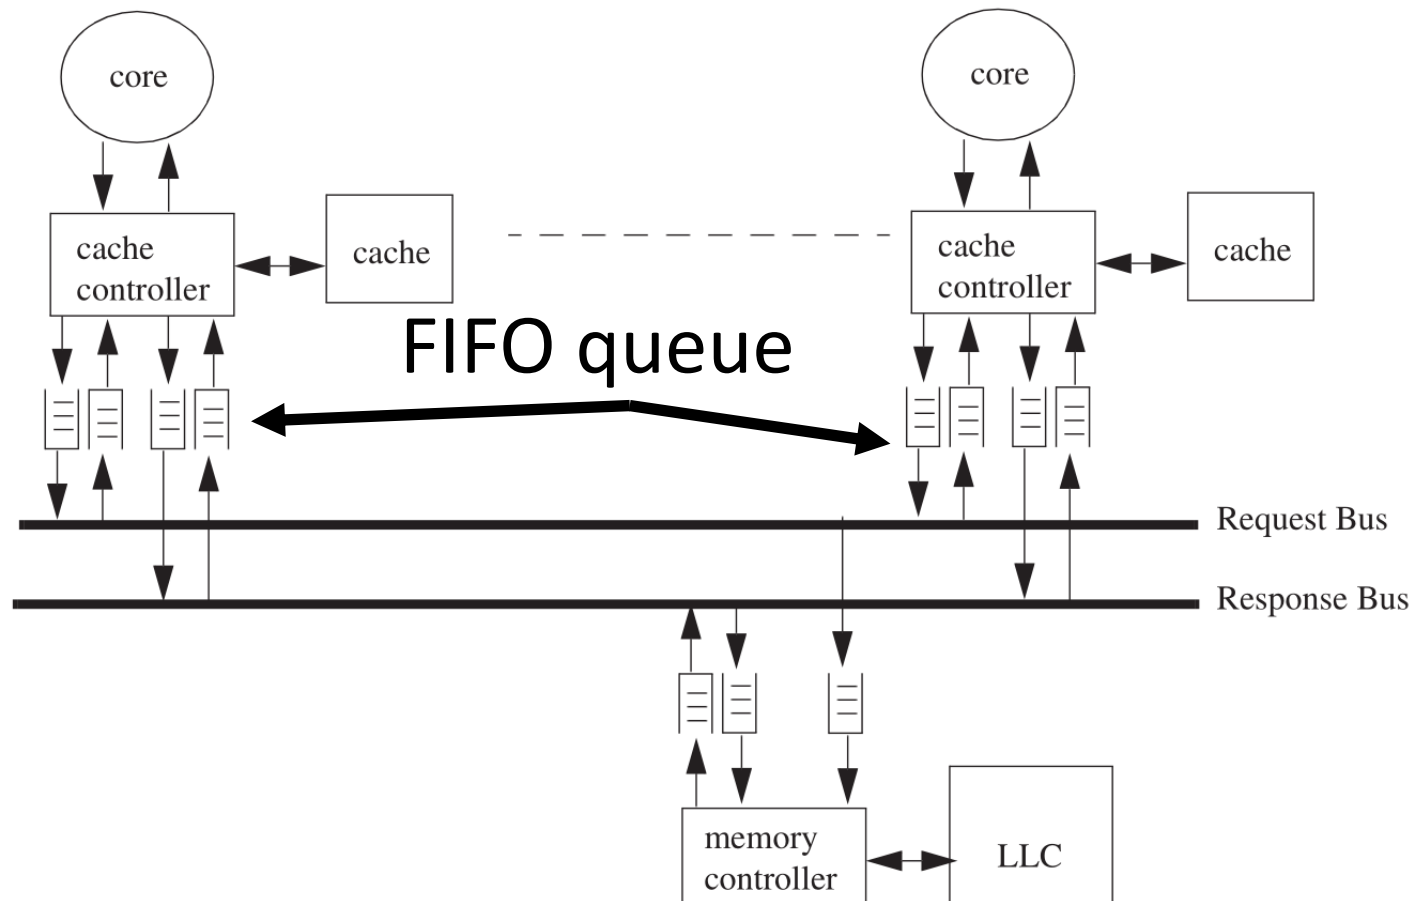 core
core
cache
controller
cache
cache
controller
cache
FIFO queue
Request Bus
Response Bus
memory
controller
LLC